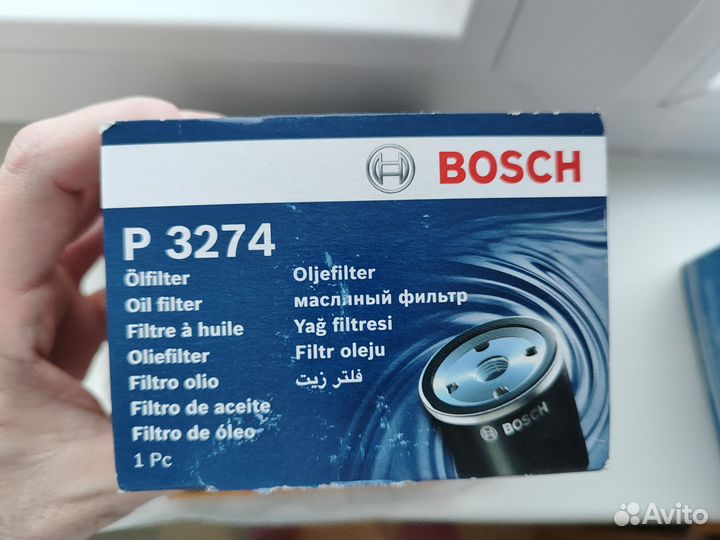 BOSCH
P 3274
Ölfilter
Oil filter
Filtre à huile
Oliefilter
Filtro olio
Filtro de aceite
Filtro de óleo
1 Pc
Oljefilter
масляный фильтр
Yağ filtresi
Filtr oleju
فلتر زيت
BOSCH
Avito